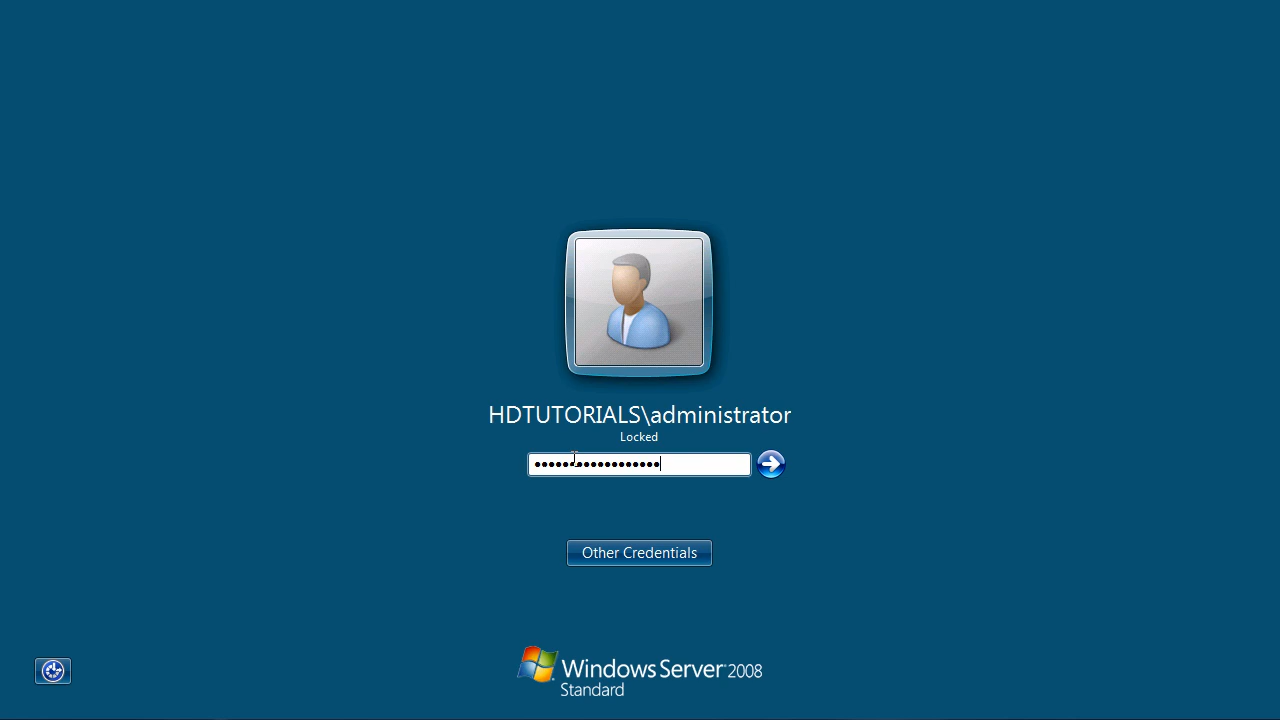 HDTUTORIALS\administrator
Locked
••••••••••••••••••
Other Credentials
Windows Server 2008
Standard